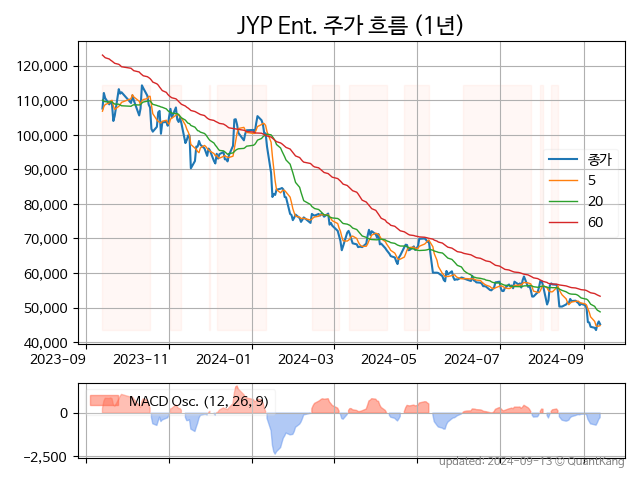 JYP Ent. 주가 흐름 (1년)
120,000
110,000
100,000
90,000
80,000
70,000
60,000
50,000
40,000
종가
5
20
60
2023-09 2023-11 2024-01 2024-03 2024-05 2024-07 2024-09
MACD Osc. (12, 26, 9)
0
−2,500
updated: 2024-09-13 © QuantKang